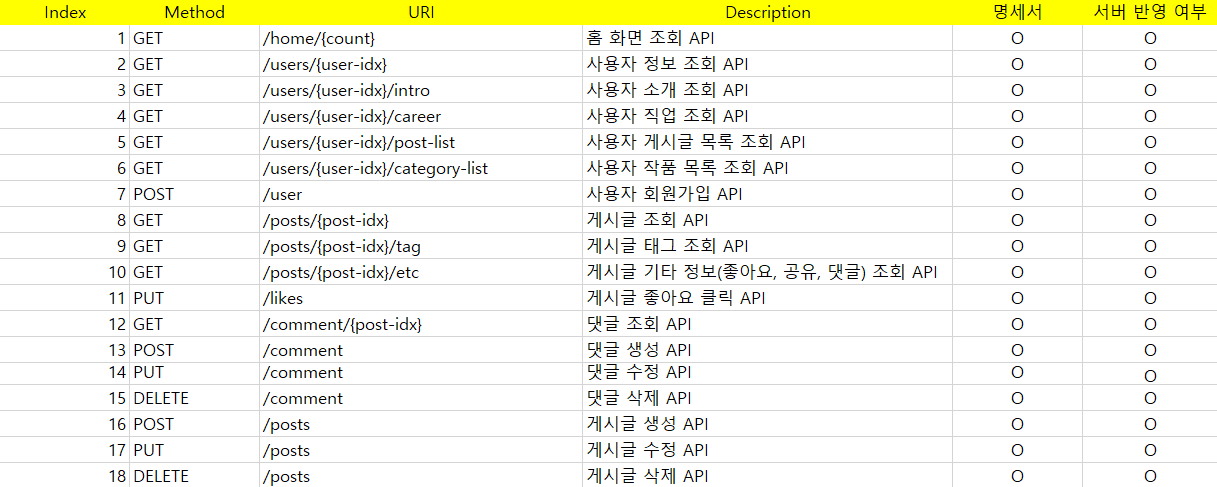 Index Method URI Description 명세서 서버 반영 여부
1 GET /home/{count} 홈 화면 조회 API O O
2 GET /users/{user-idx} 사용자 정보 조회 API O O
3 GET /users/{user-idx}/intro 사용자 소개 조회 API O O
4 GET /users/{user-idx}/career 사용자 직업 조회 API O O
5 GET /users/{user-idx}/post-list 사용자 게시글 목록 조회 API O O
6 GET /users/{user-idx}/category-list 사용자 작품 목록 조회 API O O
7 POST /user 사용자 회원가입 API O O
8 GET /posts/{post-idx} 게시글 조회 API O O
9 GET /posts/{post-idx}/tag 게시글 태그 조회 API O O
10 GET /posts/{post-idx}/etc 게시글 기타 정보(좋아요, 공유, 댓글) 조회 API O O
11 PUT /likes 게시글 좋아요 클릭 API O O
12 GET /comment/{post-idx} 댓글 조회 API O O
13 POST /comment 댓글 생성 API O O
14 PUT /comment 댓글 수정 API O O
15 DELETE /comment 댓글 삭제 API O O
16 POST /posts 게시글 생성 API O O
17 PUT /posts 게시글 수정 API O O
18 DELETE /posts 게시글 삭제 API O O